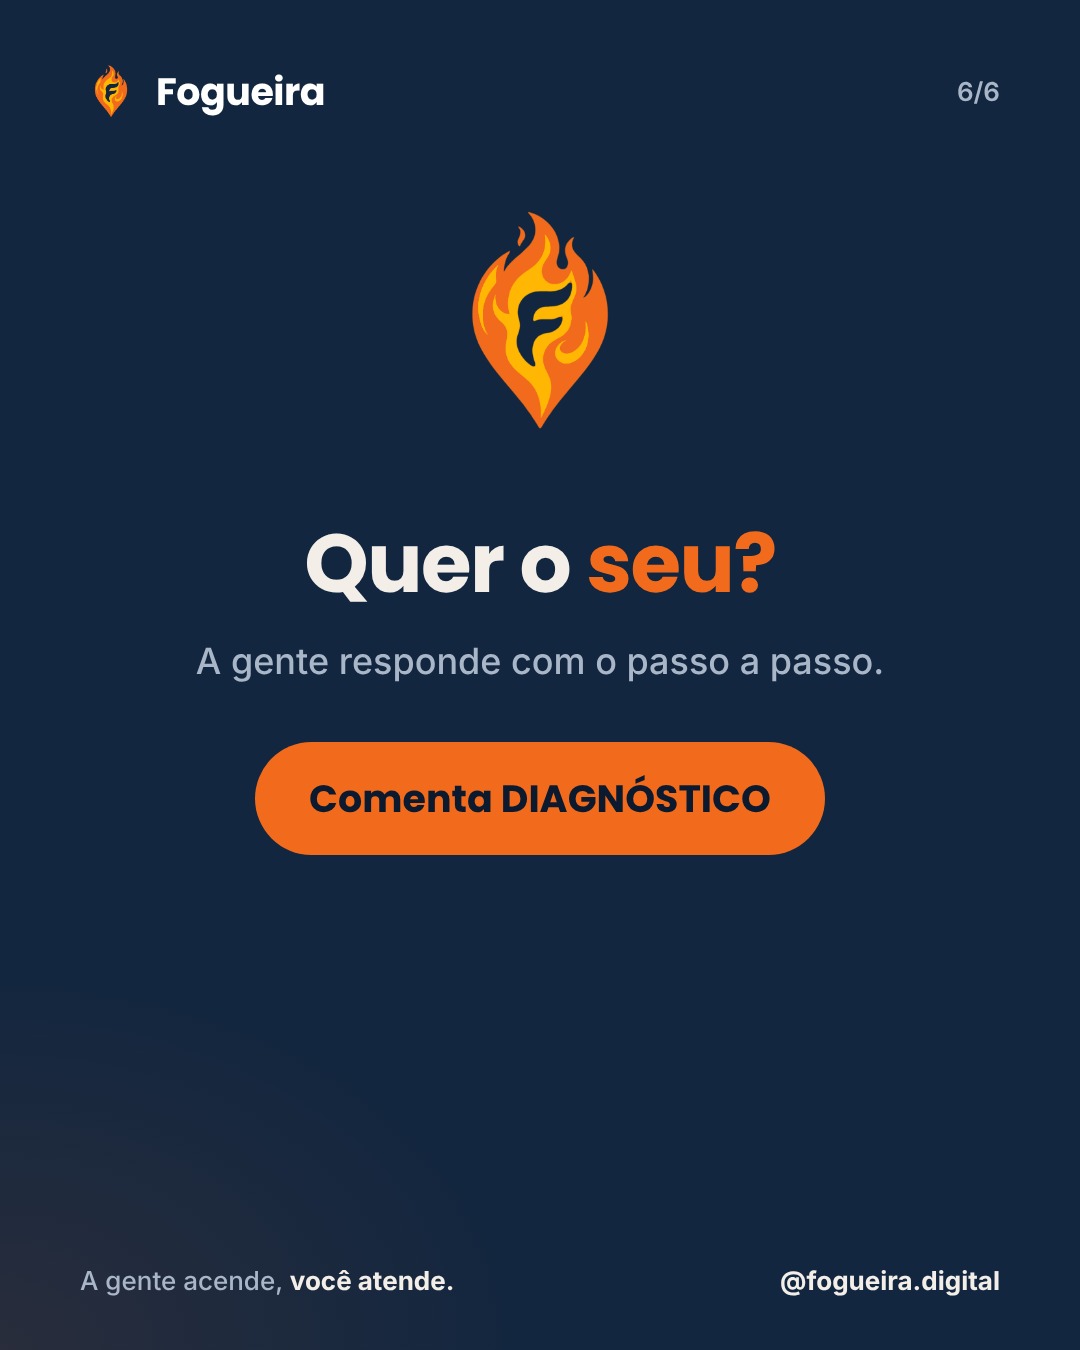 Fogueira
6/6
F
Quer o seu?
A gente responde com o passo a passo.
Comenta DIAGNÓSTICO
A gente acende, você atende.
@fogueira.digital